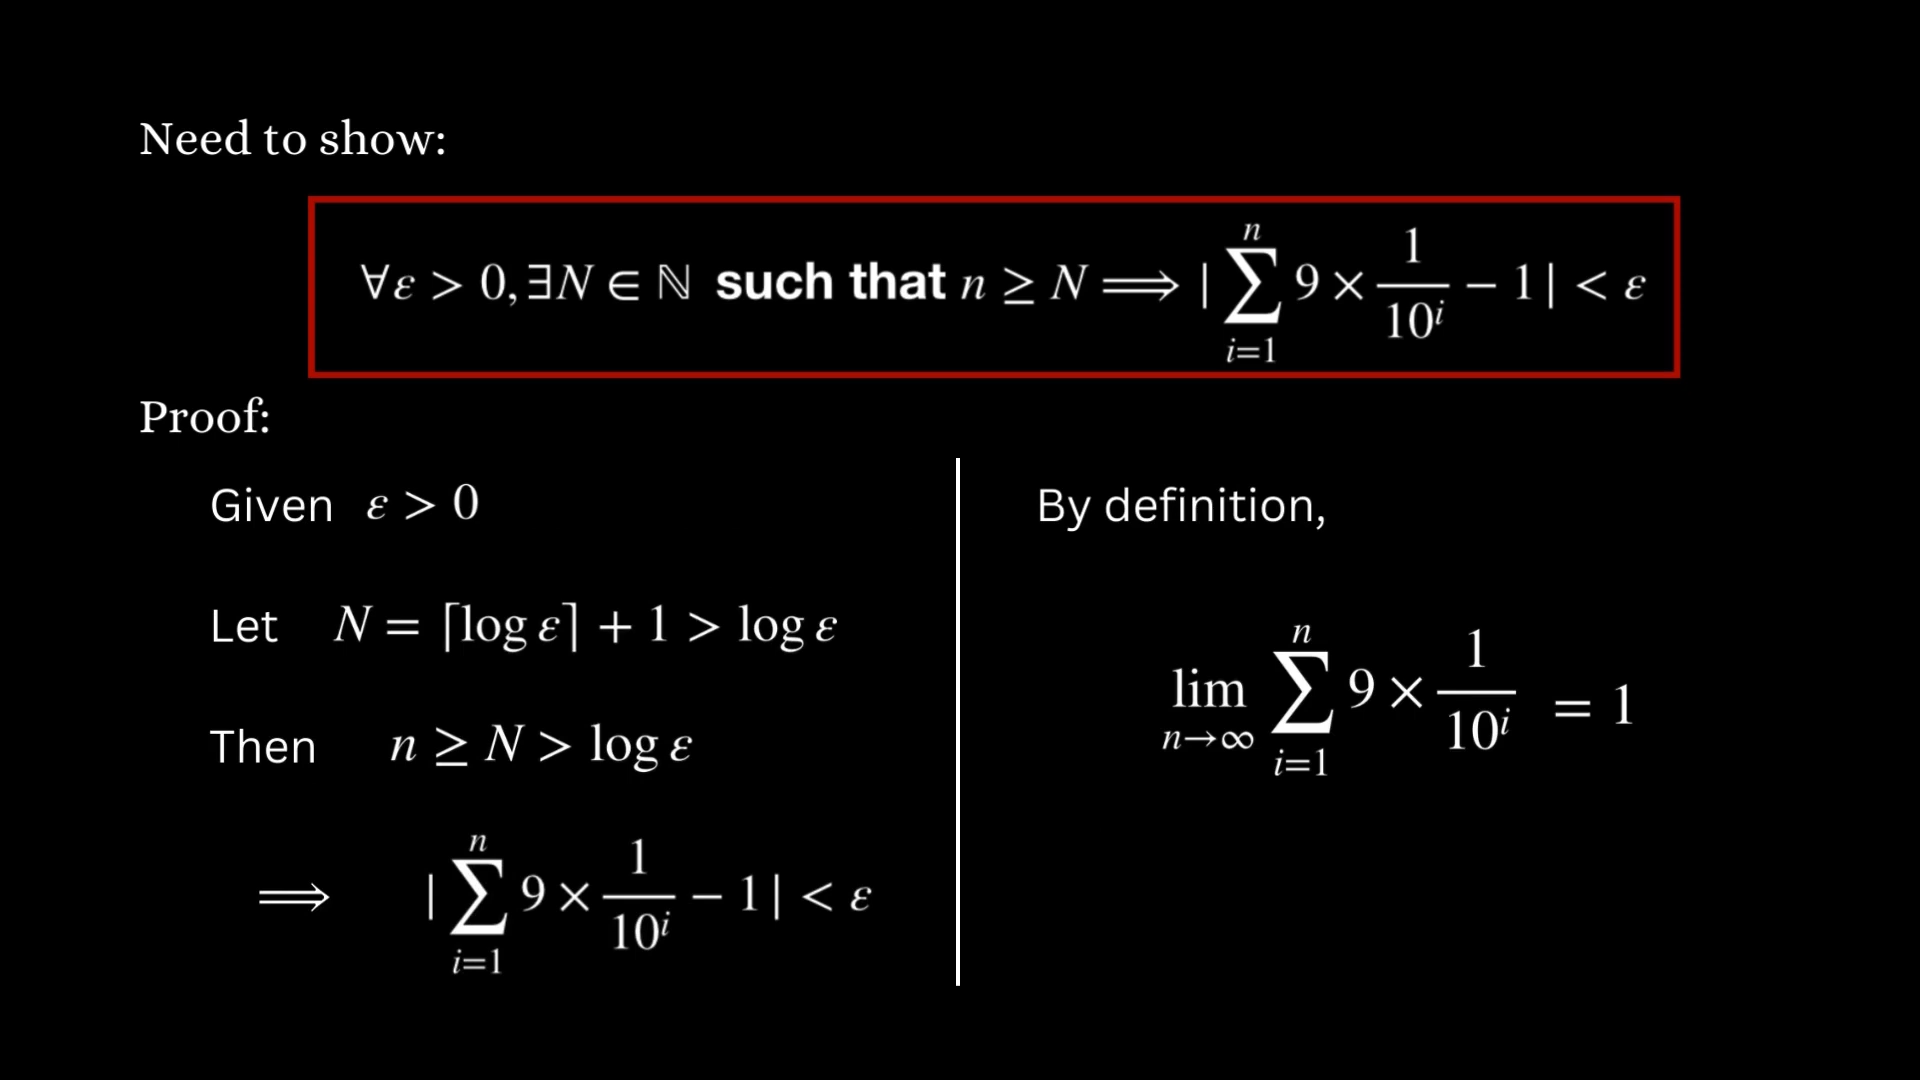 Need to show:
∀ε > 0, ∃N ∈ ℕ such that n ≥ N ⟹ | ∑_{i=1}^{n} 9 × 1/10^i − 1 | < ε
Proof:
Given ε > 0
Let N = ⌈log ε⌉ + 1 > log ε
Then n ≥ N > log ε
⟹ | ∑_{i=1}^{n} 9 × 1/10^i − 1 | < ε
By definition,
lim_{n→∞} ∑_{i=1}^{n} 9 × 1/10^i = 1